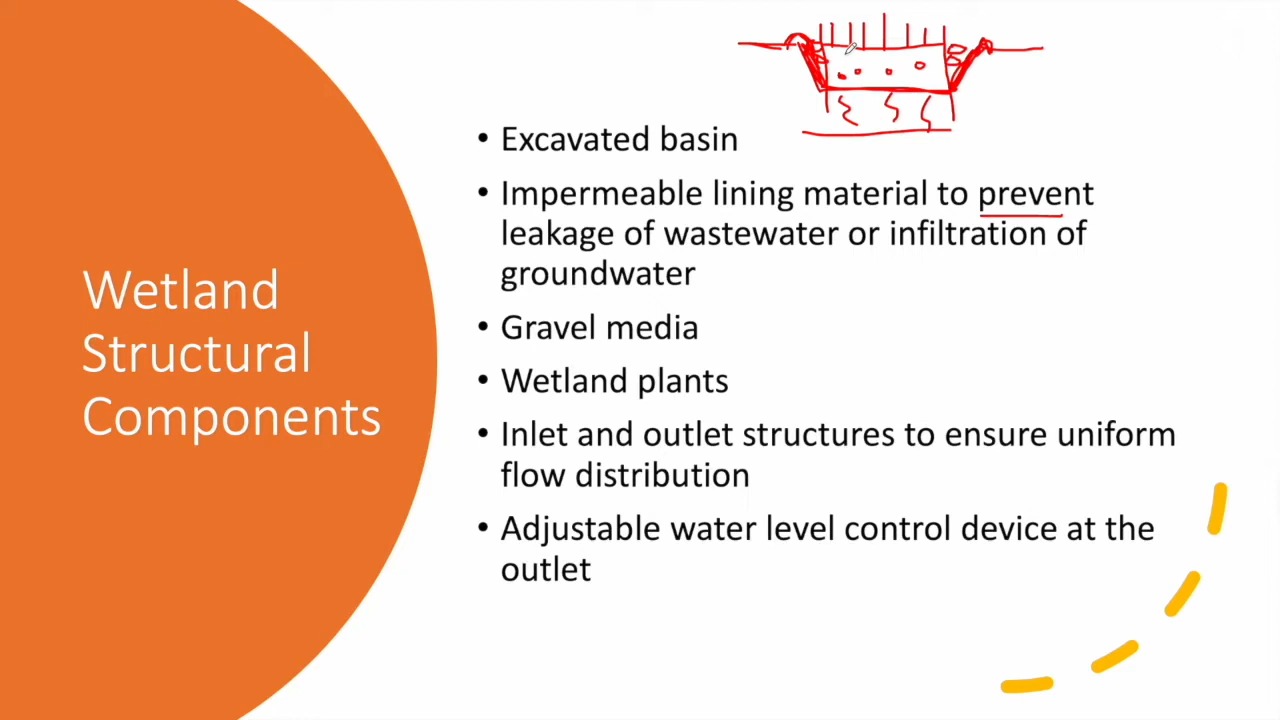 Wetland
Structural
Components
• Excavated basin
• Impermeable lining material to prevent
leakage of wastewater or infiltration of
groundwater
• Gravel media
• Wetland plants
• Inlet and outlet structures to ensure uniform
flow distribution
• Adjustable water level control device at the
outlet